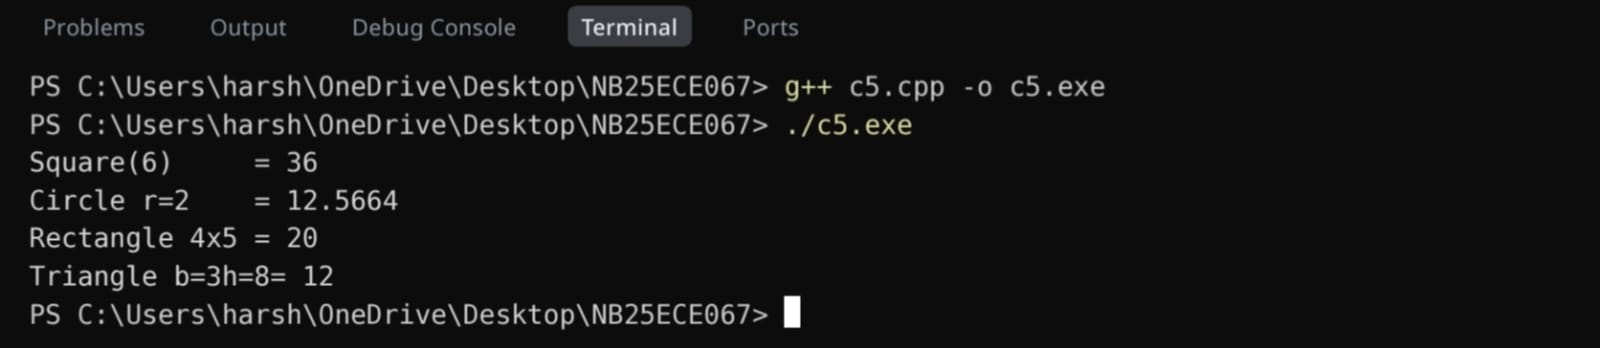 Problems Output Debug Console Terminal Ports
PS C:\Users\harsh\OneDrive\Desktop\NB25ECE067> g++ c5.cpp -o c5.exe
PS C:\Users\harsh\OneDrive\Desktop\NB25ECE067> ./c5.exe
Square(6)     = 36
Circle r=2    = 12.5664
Rectangle 4x5 = 20
Triangle b=3h=8= 12
PS C:\Users\harsh\OneDrive\Desktop\NB25ECE067>